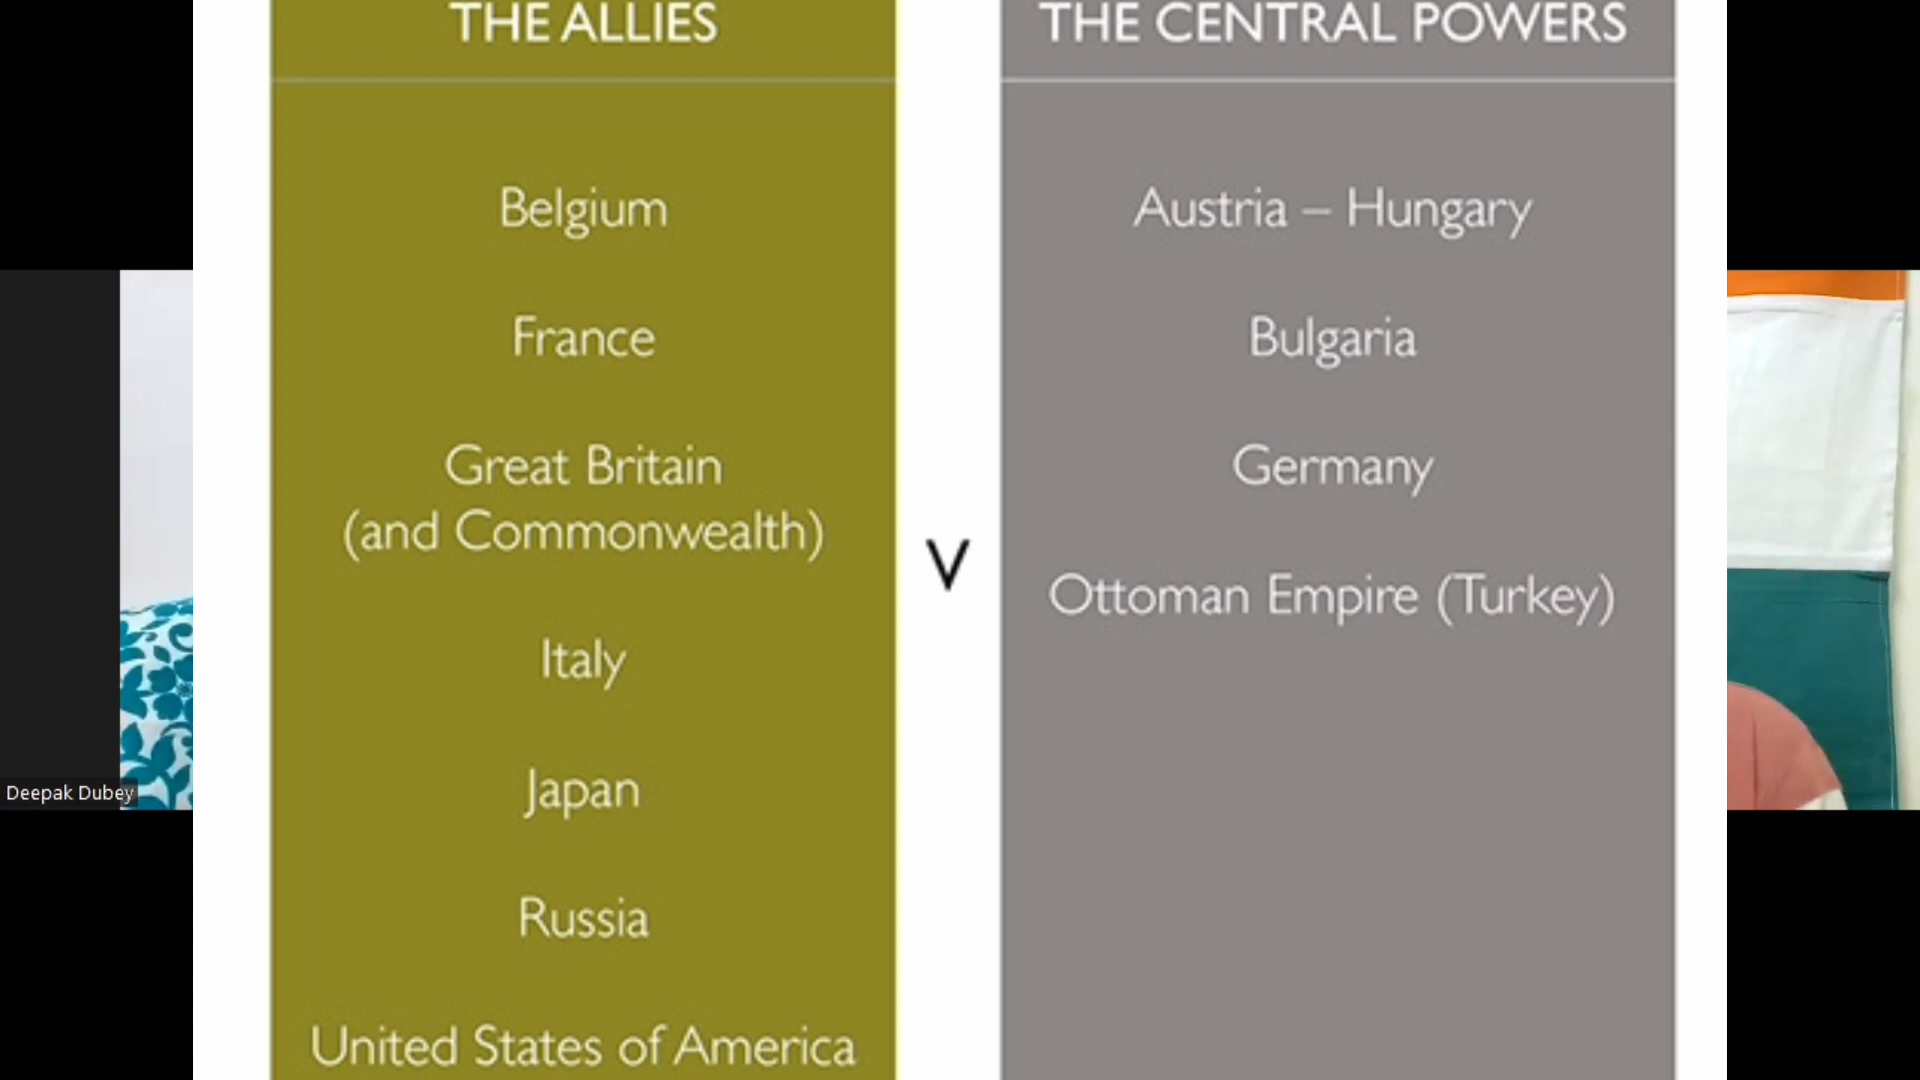 THE ALLIES
Belgium
France
Great Britain
(and Commonwealth)
Italy
Japan
Russia
United States of America
V
THE CENTRAL POWERS
Austria – Hungary
Bulgaria
Germany
Ottoman Empire (Turkey)
Deepak Dubey